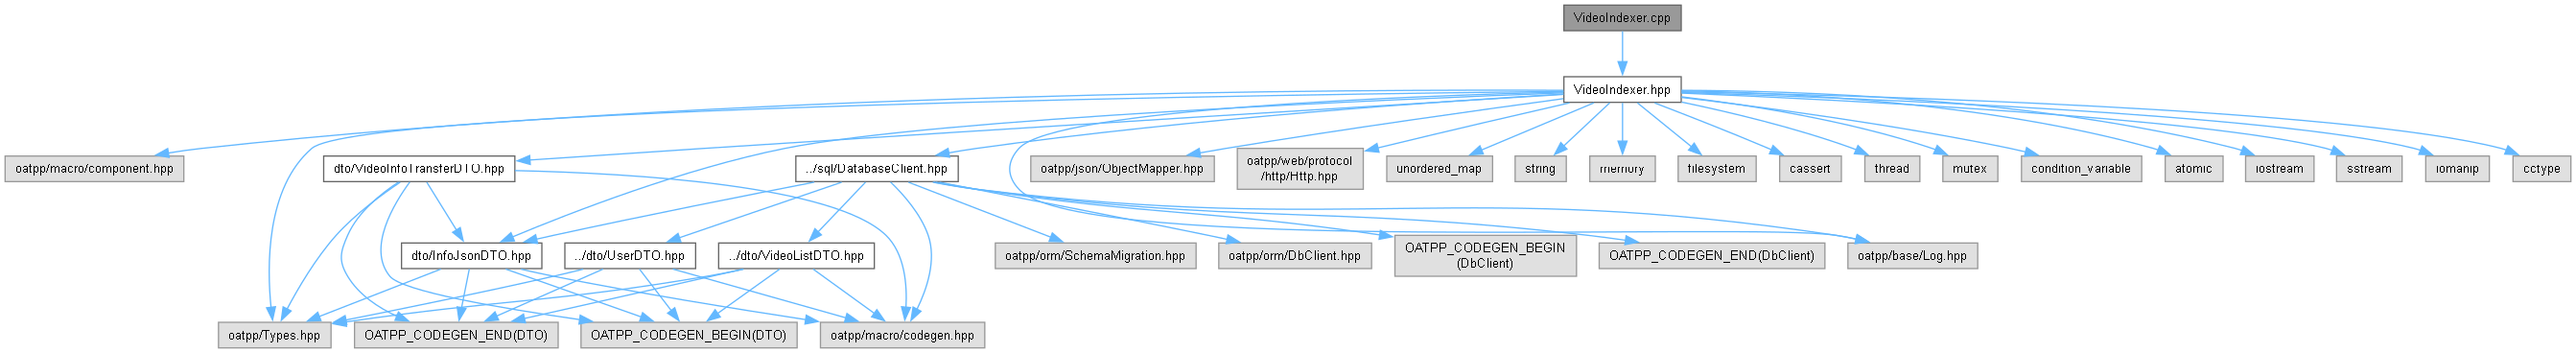 VideoIndexer.cpp
VideoIndexer.hpp
oatpp/macro/component.hpp
dto/VideoInfoTransferDTO.hpp
../sql/DatabaseClient.hpp
oatpp/json/ObjectMapper.hpp
oatpp/web/protocol
/http/Http.hpp
unordered_map
string
memory
filesystem
cassert
thread
mutex
condition_variable
atomic
iostream
sstream
iomanip
cctype
dto/InfoJsonDTO.hpp
../dto/UserDTO.hpp
../dto/VideoListDTO.hpp
oatpp/orm/SchemaMigration.hpp
oatpp/orm/DbClient.hpp
OATPP_CODEGEN_BEGIN
(DbClient)
OATPP_CODEGEN_END(DbClient)
oatpp/base/Log.hpp
oatpp/Types.hpp
OATPP_CODEGEN_END(DTO)
OATPP_CODEGEN_BEGIN(DTO)
oatpp/macro/codegen.hpp